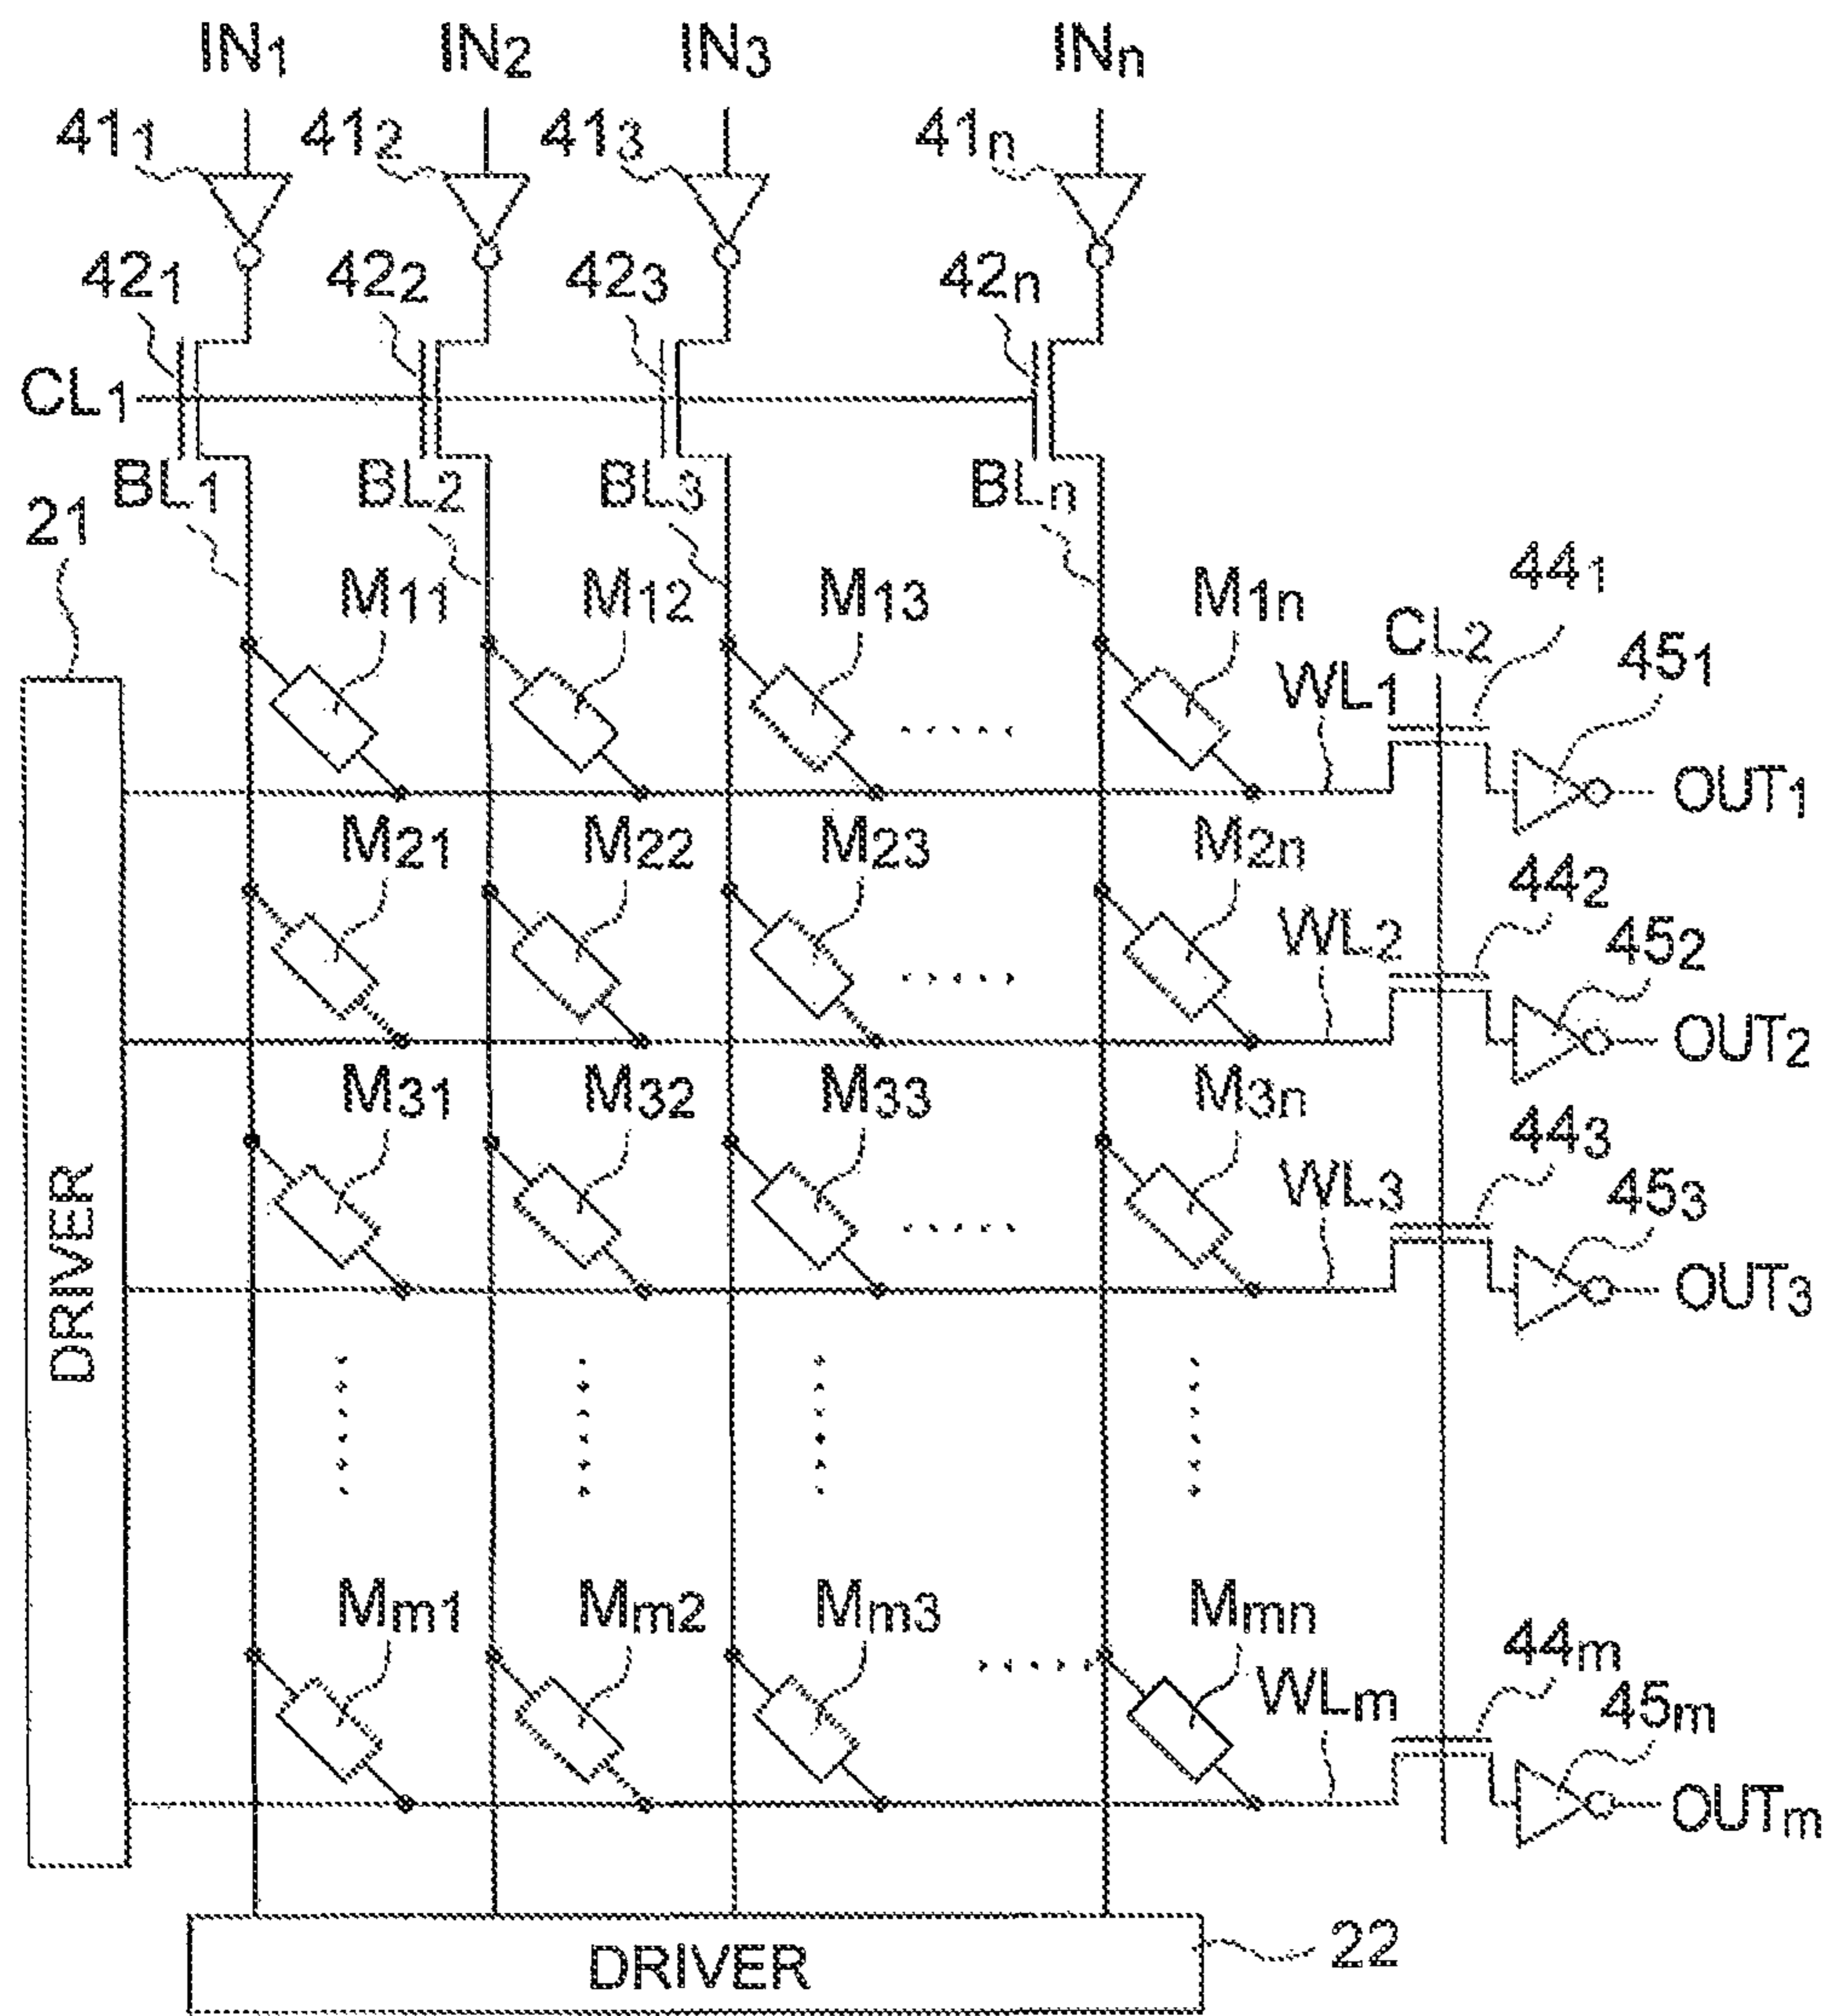 IN1 IN2 IN3 INn
411 412 413 41n
421 422 423 42n
CL1
BL1 BL2 BL3 BLn
21
M11 M12 M13 M1n
441
CL2
WL1
451
OUT1
M21 M22 M23 M2n
442
WL2
452
OUT2
M31 M32 M33 M3n
443
WL3
453
OUT3
DRIVER
Mm1 Mm2 Mm3 Mmn
44m
WLm
45m
OUTm
DRIVER
22